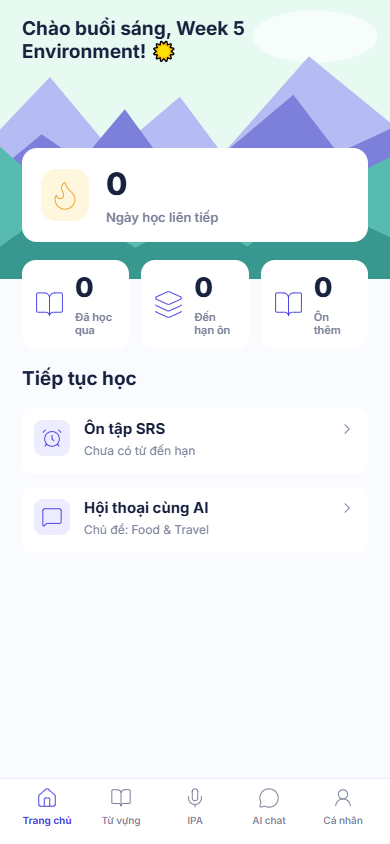 Chào buổi sáng, Week 5
Environment! 🌟
0
Ngày học liên tiếp
0
Đã học
qua
0
Đến
hạn ôn
0
Ôn
thêm
Tiếp tục học
Ôn tập SRS
Chưa có từ đến hạn
Hội thoại cùng AI
Chủ đề: Food & Travel
Trang chủ
Từ vựng
IPA
AI chat
Cá nhân